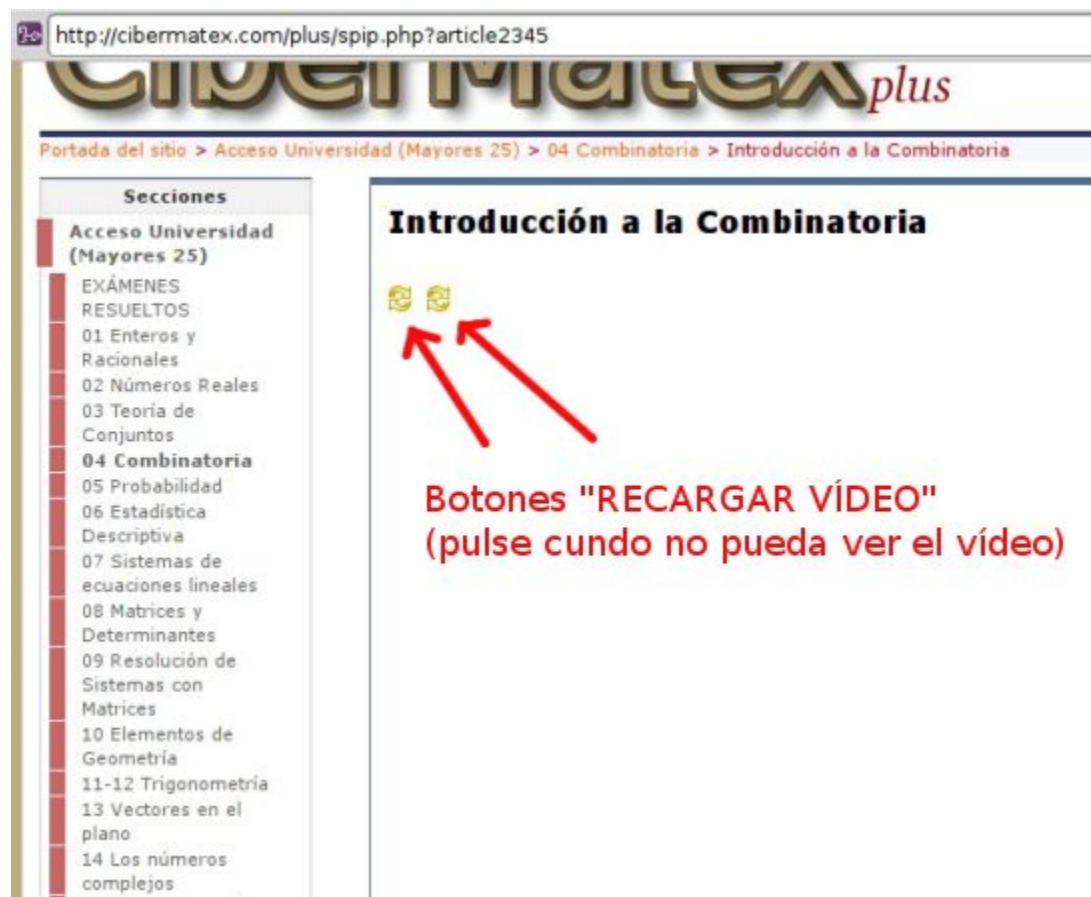 http://cibermatex.com/plus/spip.php?article2345
CiberMatex plus
Portada del sitio > Acceso Universidad (Mayores 25) > 04 Combinatoria > Introducción a la Combinatoria
Secciones
Acceso Universidad
(Mayores 25)
EXÁMENES
RESUELTOS
01 Enteros y
Racionales
02 Números Reales
03 Teoría de
Conjuntos
04 Combinatoria
05 Probabilidad
06 Estadística
Descriptiva
07 Sistemas de
ecuaciones lineales
08 Matrices y
Determinantes
09 Resolución de
Sistemas con
Matrices
10 Elementos de
Geometría
11-12 Trigonometría
13 Vectores en el
plano
14 Los números
complejos
Introducción a la Combinatoria
Botones "RECARGAR VÍDEO"
(pulse cundo no pueda ver el vídeo)